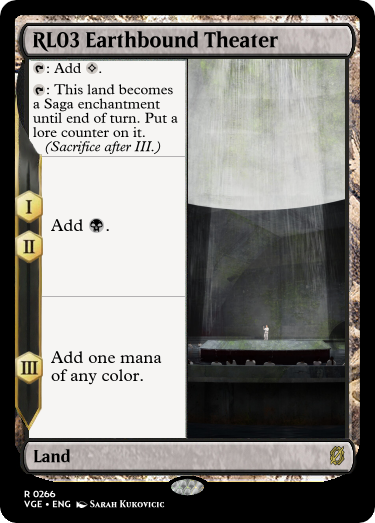 RL03 Earthbound Theater
: Add .
: This land becomes
a Saga enchantment
until end of turn. Put a
lore counter on it.
(Sacrifice after III.)
I
Add .
II
III
Add one mana
of any color.
Land
R 0266
VGE • ENG Sarah Kukovicic